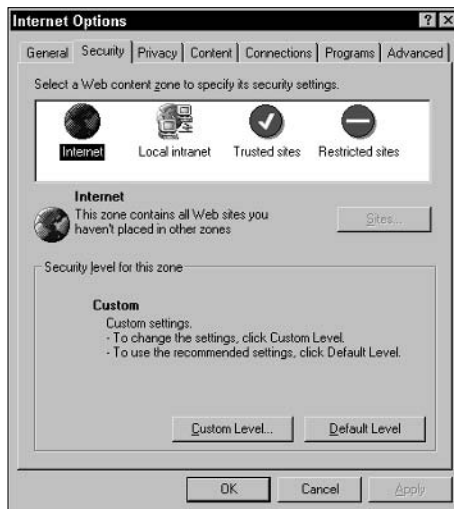 Internet Options
General Security Privacy Content Connections Programs Advanced
Select a Web content zone to specify its security settings.
Internet Local intranet Trusted sites Restricted sites
Internet
This zone contains all Web sites you
haven't placed in other zones
Sites...
Security level for this zone
Custom
Custom settings.
- To change the settings, click Custom Level.
- To use the recommended settings, click Default Level.
Custom Level... Default Level
OK Cancel Apply